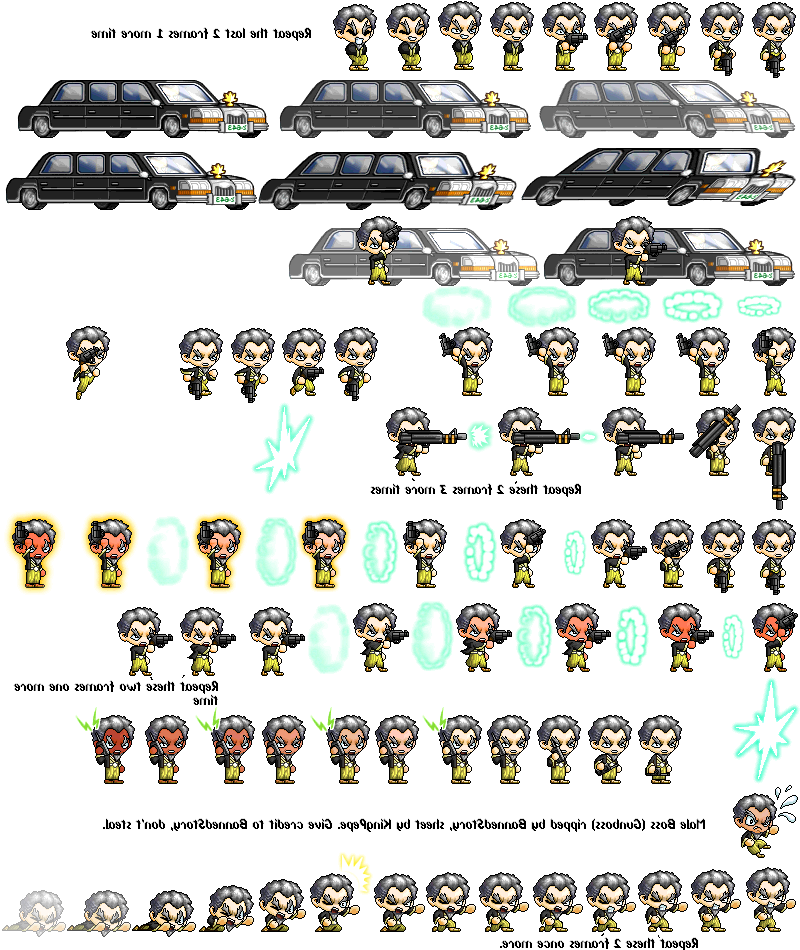 Repeat the last 2 frames 1 more time
Repeat these 2 frames 3 more times
Repeat these two frames one more
time
Male Boss (Gunboss) ripped by BannedStory, sheet by KingPepe. Give credit to BannedStory, don't steal.
Repeat these 2 frames once more.